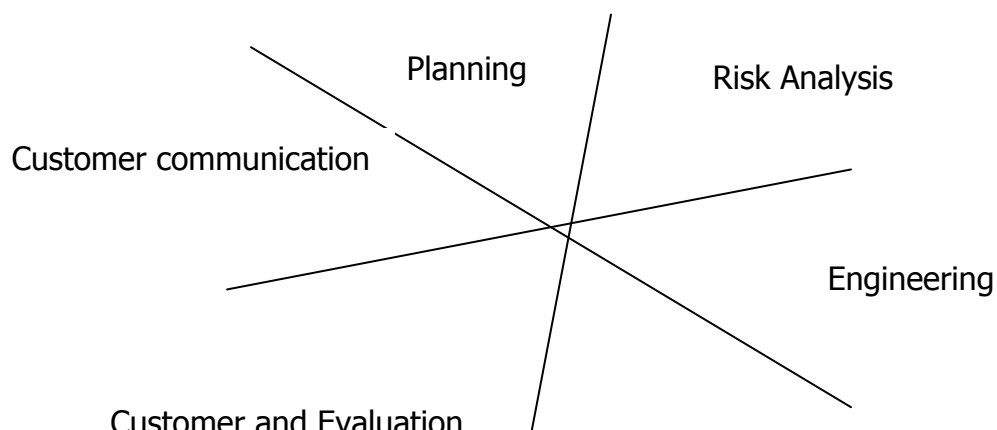 Planning
Risk Analysis
Customer communication
Engineering
Customer and Evaluation